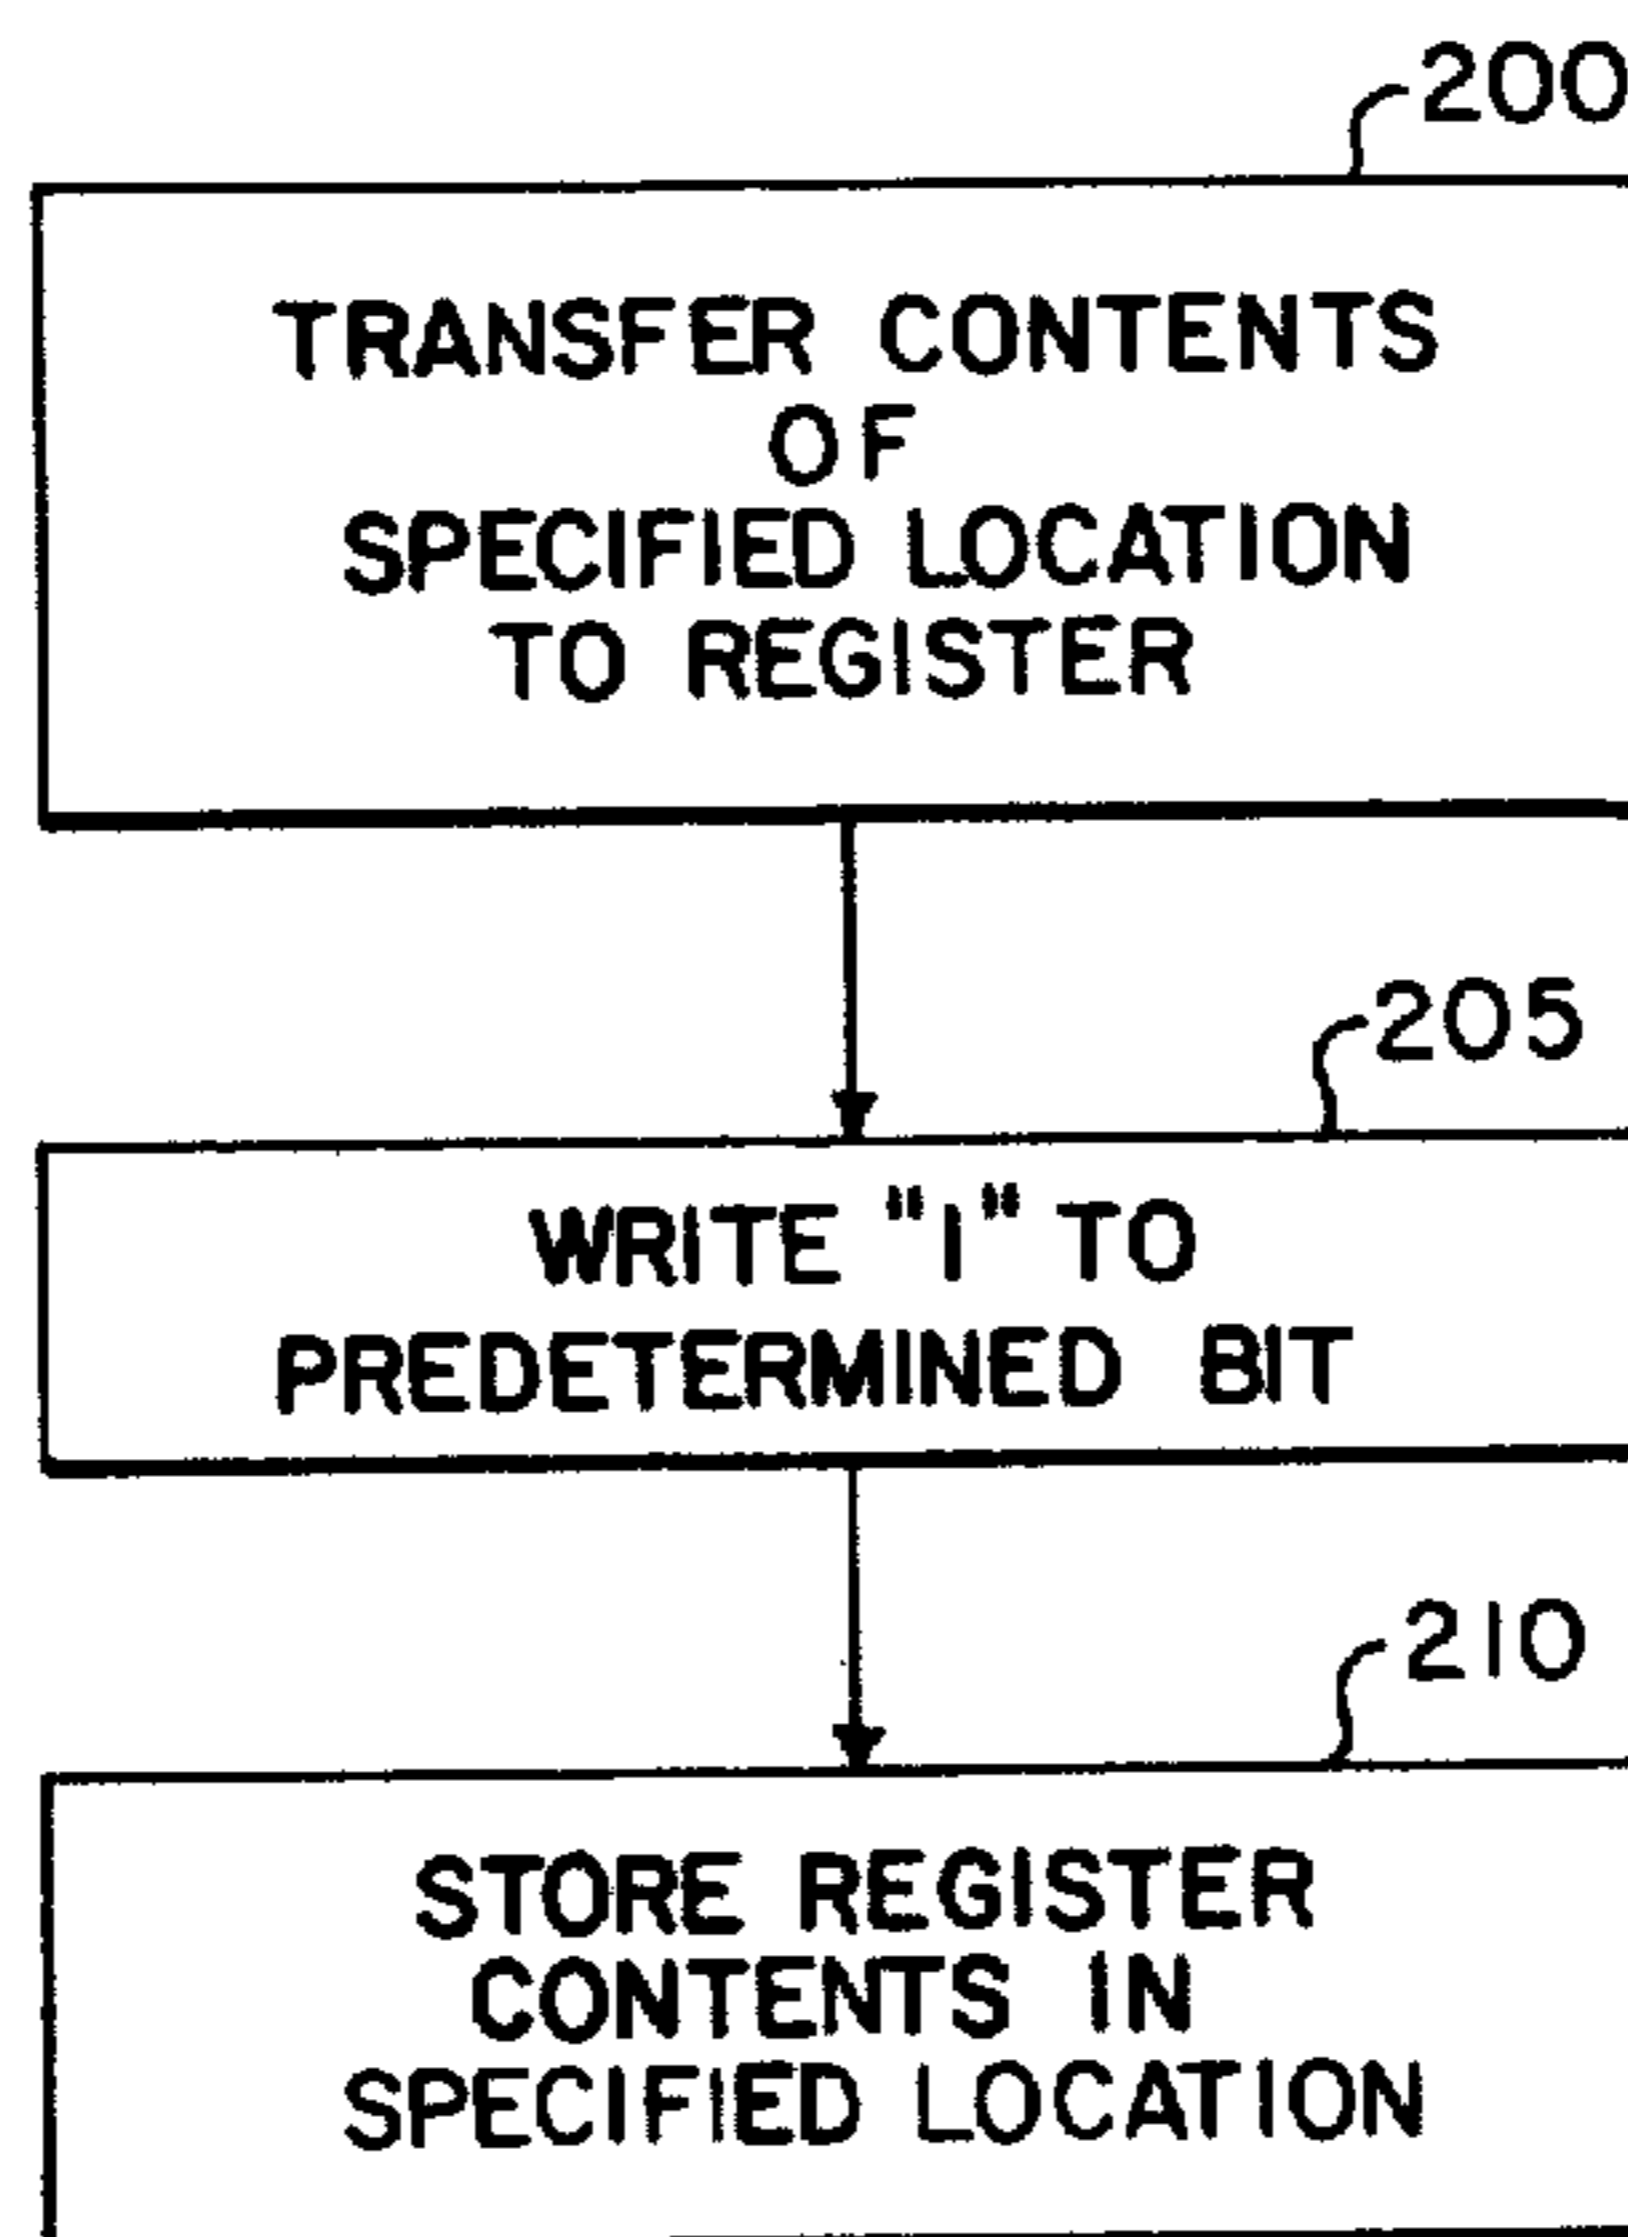 200
TRANSFER CONTENTS
OF
SPECIFIED LOCATION
TO REGISTER
205
WRITE "1" TO
PREDETERMINED BIT
210
STORE REGISTER
CONTENTS IN
SPECIFIED LOCATION